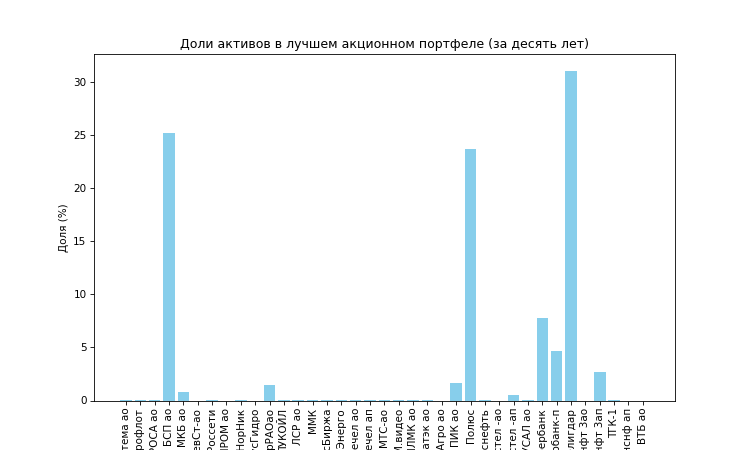 Доли активов в лучшем акционном портфеле (за десять лет)
Доля (%)
30
25
20
15
10
5
0
тема ао
рофлот
РОСА ао
БСП ао
МКБ ао
евСт-ао
Россети
ПРОМ ао
НорНик
сГидро
рРАОао
ЛУКОЙЛ
ЛСР ао
ММК
сБиржа
Энерго
ечел ао
ечел ап
МТС-ао
М.видео
ЛМК ао
атэк ао
Агро ао
ПИК ао
Полюс
снефть
стел -ао
стел -ап
УСАЛ ао
ербанк
рбанк-п
лигдар
нфт 3ао
нфт 3ап
ТГК-1
нснф ап
ВТБ ао